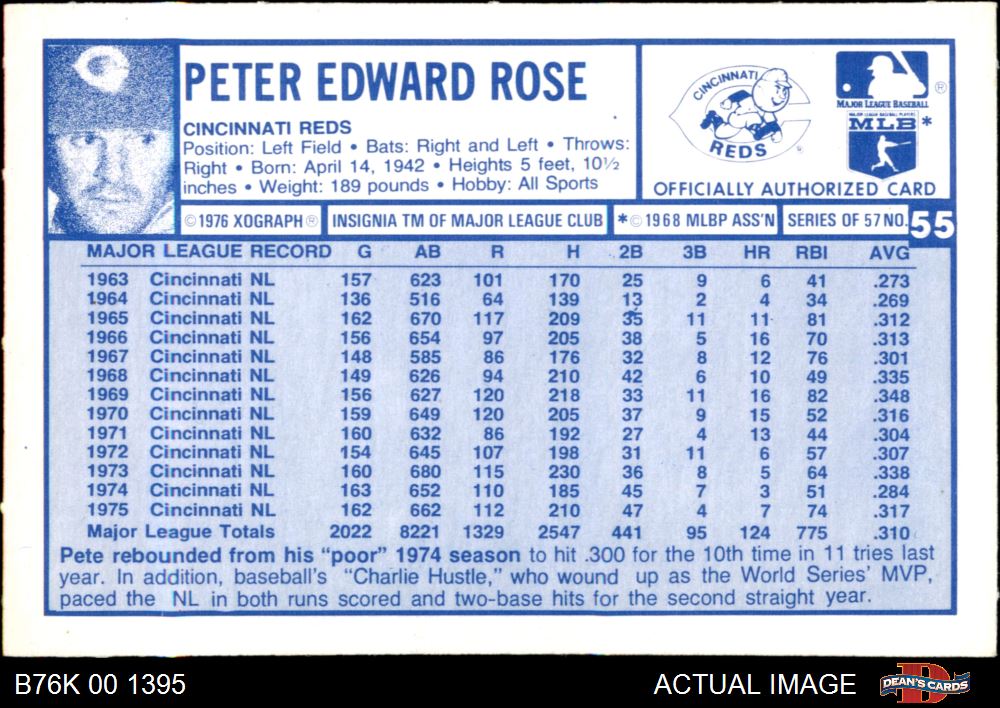 PETER EDWARD ROSE
CINCINNATI REDS
Position: Left Field • Bats: Right and Left • Throws:
Right • Born: April 14, 1942 • Heights 5 feet, 10½
inches • Weight: 189 pounds • Hobby: All Sports
CINCINNATI
REDS
®
MAJOR LEAGUE BASEBALL
MAJOR LEAGUE BASEBALL PLAYERS
MLB *
OFFICIALLY AUTHORIZED CARD
© 1976 XOGRAPH ® INSIGNIA TM OF MAJOR LEAGUE CLUB *© 1968 MLBP ASS'N SERIES OF 57 NO. 55
MAJOR LEAGUE RECORD G AB R H 2B 3B HR RBI AVG
1963 Cincinnati NL 157 623 101 170 25 9 6 41 .273
1964 Cincinnati NL 136 516 64 139 13 2 4 34 .269
1965 Cincinnati NL 162 670 117 209 35 11 11 81 .312
1966 Cincinnati NL 156 654 97 205 38 5 16 70 .313
1967 Cincinnati NL 148 585 86 176 32 8 12 76 .301
1968 Cincinnati NL 149 626 94 210 42 6 10 49 .335
1969 Cincinnati NL 156 627 120 218 33 11 16 82 .348
1970 Cincinnati NL 159 649 120 205 37 9 15 52 .316
1971 Cincinnati NL 160 632 86 192 27 4 13 44 .304
1972 Cincinnati NL 154 645 107 198 31 11 6 57 .307
1973 Cincinnati NL 160 680 115 230 36 8 5 64 .338
1974 Cincinnati NL 163 652 110 185 45 7 3 51 .284
1975 Cincinnati NL 162 662 112 210 47 4 7 74 .317
Major League Totals 2022 8221 1329 2547 441 95 124 775 .310
Pete rebounded from his "poor" 1974 season to hit .300 for the 10th time in 11 tries last
year. In addition, baseball's "Charlie Hustle," who wound up as the World Series' MVP,
paced the NL in both runs scored and two-base hits for the second straight year.
B76K 00 1395
ACTUAL IMAGE
DEAN'S CARDS